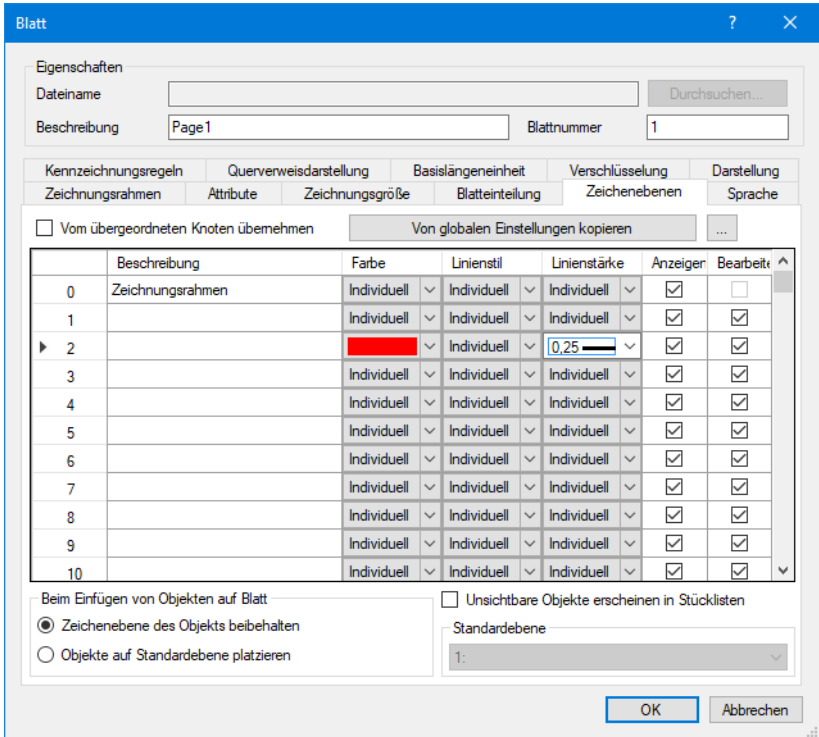 Blatt
Eigenschaften
Dateiname Durchsuchen...
Beschreibung Page1 Blattnummer 1
Kennzeichnungsregeln Querverweisdarstellung Basislängeneinheit Verschlüsselung Darstellung
Zeichnungsrahmen Attribute Zeichnungsgröße Blatteinteilung Zeichenebenen Sprache
Vom übergeordneten Knoten übernehmen Von globalen Einstellungen kopieren ...
Beschreibung Farbe Linienstil Linienstärke Anzeigen Bearbeite
0 Zeichnungsrahmen Individuell Individuell Individuell
1 Individuell Individuell Individuell
2 Individuell 0,25
3 Individuell Individuell Individuell
4 Individuell Individuell Individuell
5 Individuell Individuell Individuell
6 Individuell Individuell Individuell
7 Individuell Individuell Individuell
8 Individuell Individuell Individuell
9 Individuell Individuell Individuell
10 Individuell Individuell Individuell
Beim Einfügen von Objekten auf Blatt
Zeichenebene des Objekts beibehalten
Objekte auf Standardebene platzieren
Unsichtbare Objekte erscheinen in Stücklisten
Standardebene
1:
OK Abbrechen